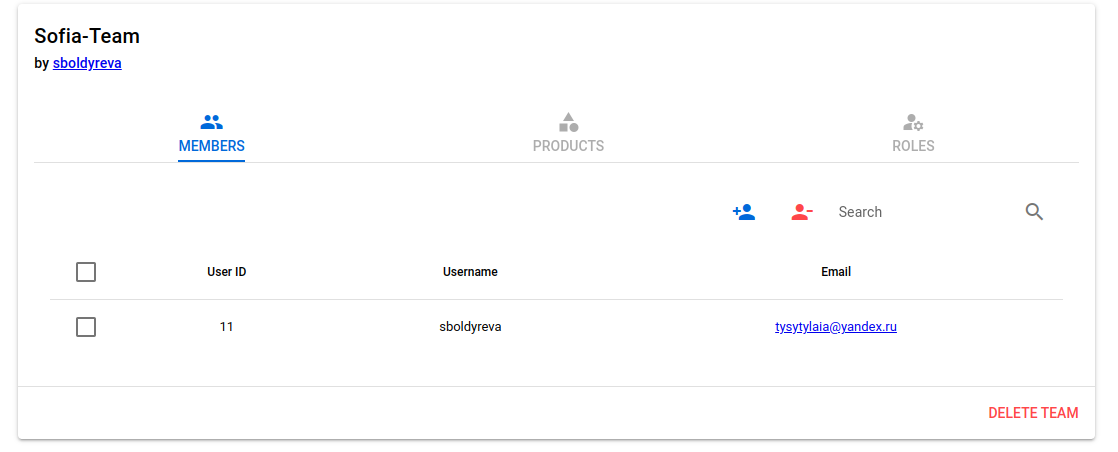 Sofia-Team
by sboldyreva
MEMBERS PRODUCTS ROLES
Search
User ID Username Email
11 sboldyreva tysytylaia@yandex.ru
DELETE TEAM